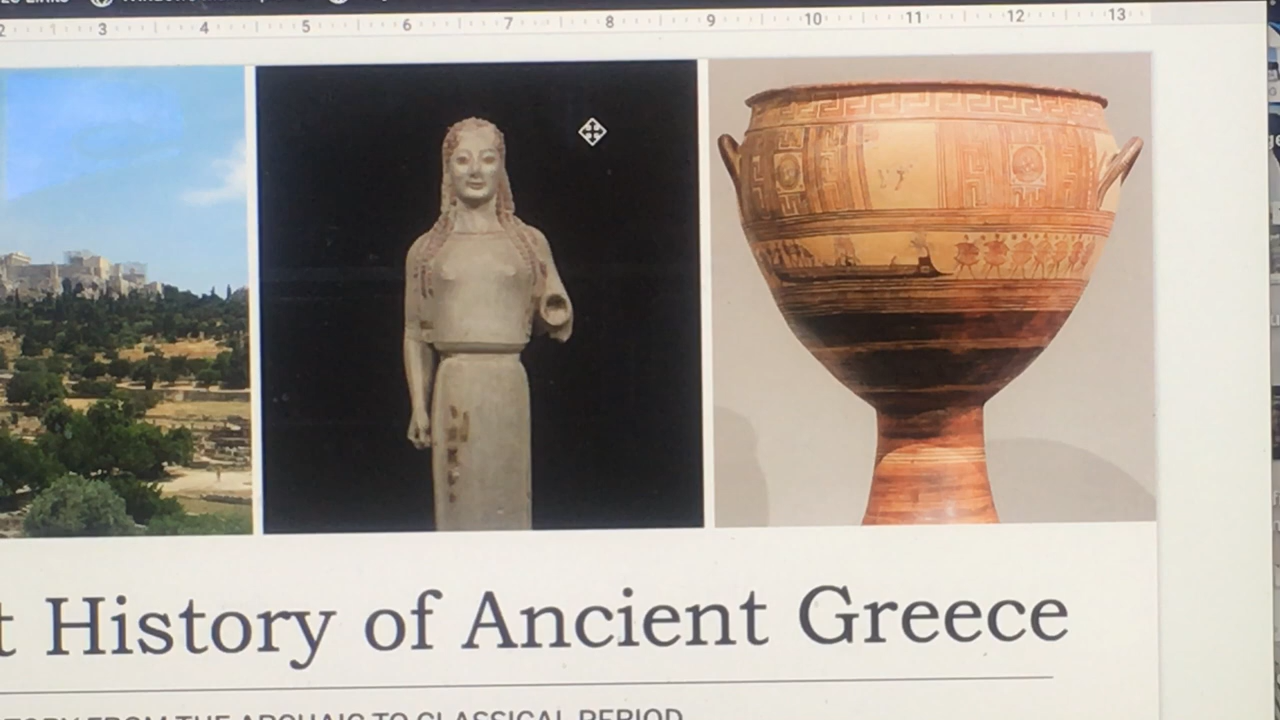 3 4 5 6 7 8 9 10 11 12 13
t History of Ancient Greece
FROM THE ARCHAIC TO CLASSICAL PERIOD